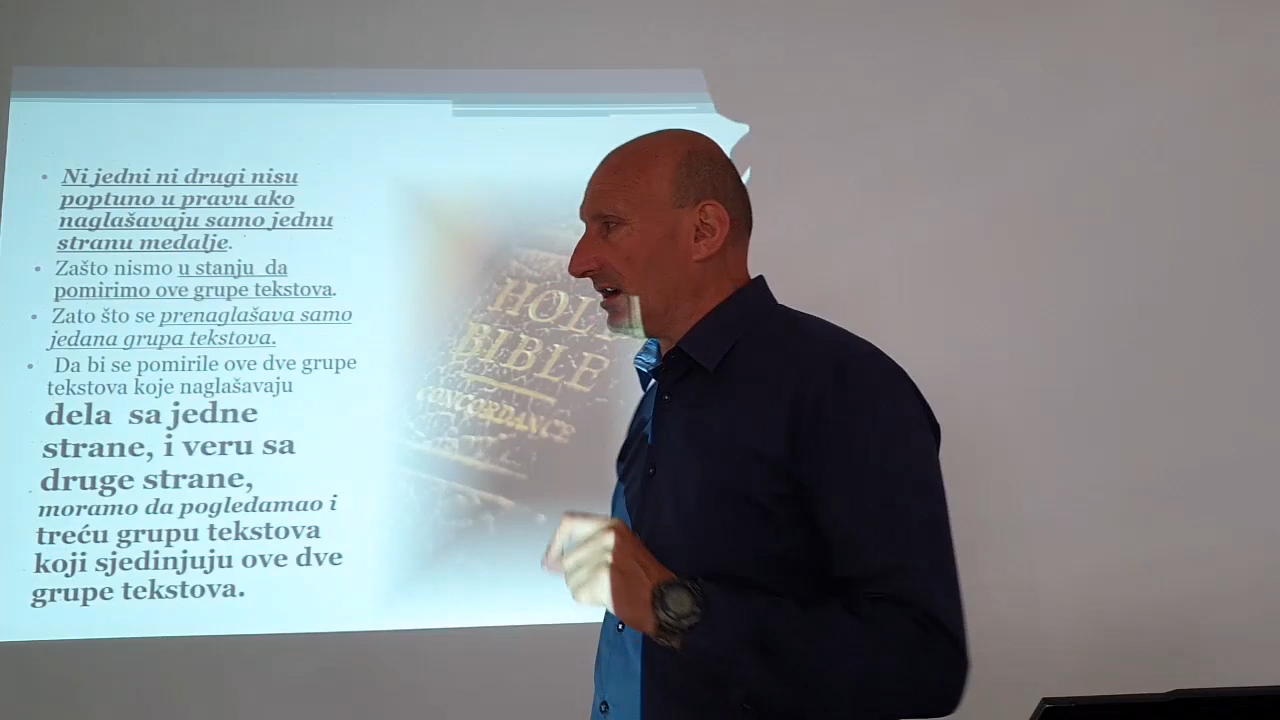 Ni jedni ni drugi nisu
poptuno u pravu ako
naglašavaju samo jednu
stranu medalje.
Zašto nismo u stanju da
pomirimo ove grupe tekstova.
Zato što se prenaglašava samo
jedana grupa tekstova.
Da bi se pomirile ove dve grupe
tekstova koje naglašavaju
dela sa jedne
strane, i veru sa
druge strane,
moramo da pogledamao i
treću grupu tekstova
koji sjedinjuju ove dve
grupe tekstova.
HOLY
BIBLE
CONCORDANCE